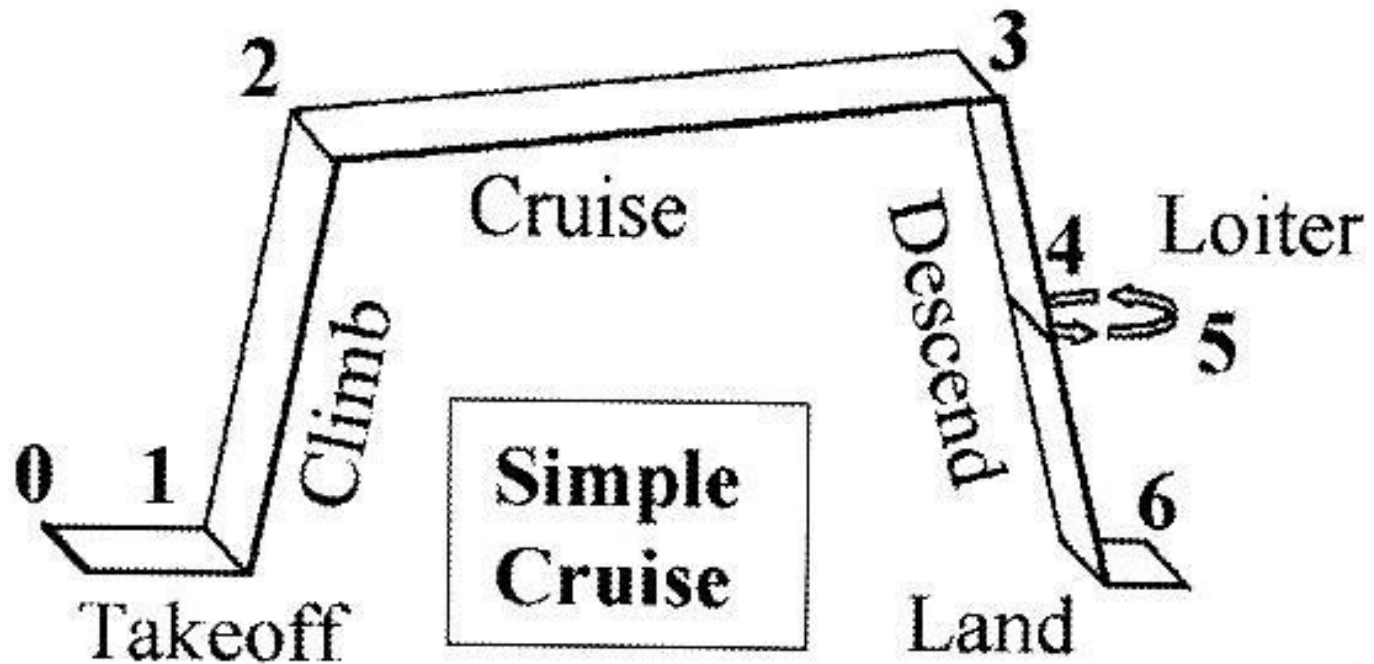 2
3
Cruise
Descend
4
Loiter
5
Climb
0
1
Simple
Cruise
6
Takeoff
Land